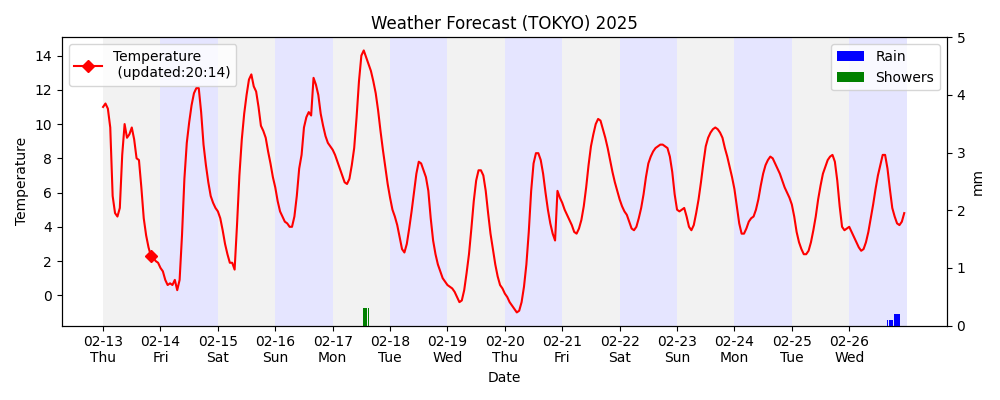 Weather Forecast (TOKYO) 2025
Temperature
(updated:20:14)
Rain
Showers
Temperature
14
12
10
8
6
4
2
0
5
4
3
2
1
0
mm
02-13 02-14 02-15 02-16 02-17 02-18 02-19 02-20 02-21 02-22 02-23 02-24 02-25 02-26
Thu Fri Sat Sun Mon Tue Wed Thu Fri Sat Sun Mon Tue Wed
Date